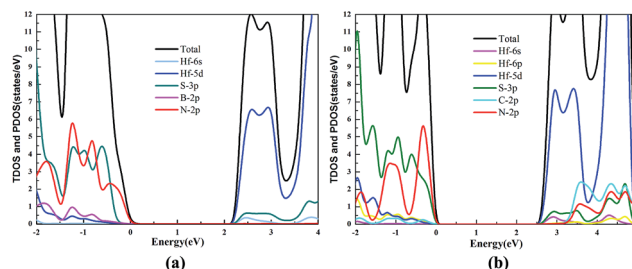 (a)
TDOS and PDOS(states/eV)
12
11
10
9
8
7
6
5
4
3
2
1
0
Total
Hf-6s
Hf-5d
S-3p
B-2p
N-2p
-2 -1 0 1 2 3 4
Energy(eV)
(a)
(b)
TDOS and PDOS(states/eV)
12
11
10
9
8
7
6
5
4
3
2
1
0
Total
Hf-6s
Hf-6p
Hf-5d
S-3p
C-2p
N-2p
-2 -1 0 1 2 3 4
Energy(eV)
(b)